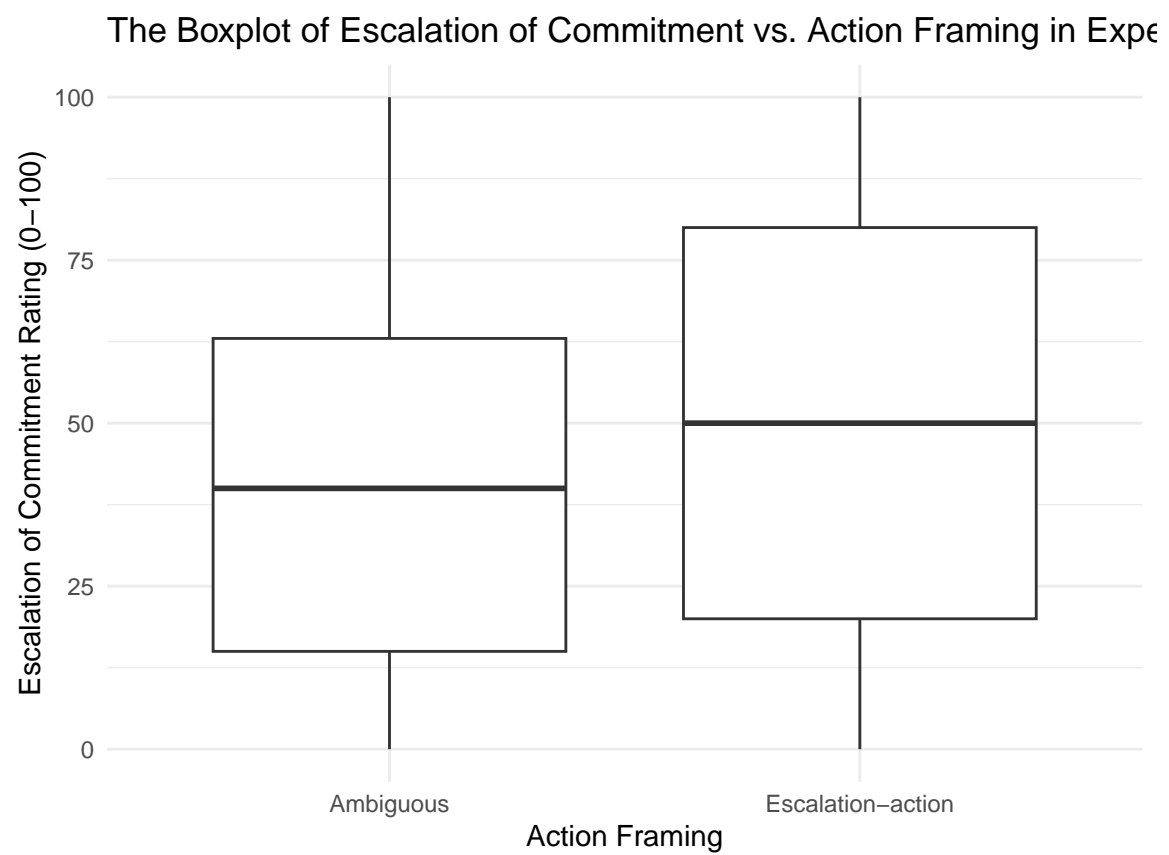 The Boxplot of Escalation of Commitment vs. Action Framing in Expe
Escalation of Commitment Rating (0−100)
100
75
50
25
0
Ambiguous
Escalation−action
Action Framing